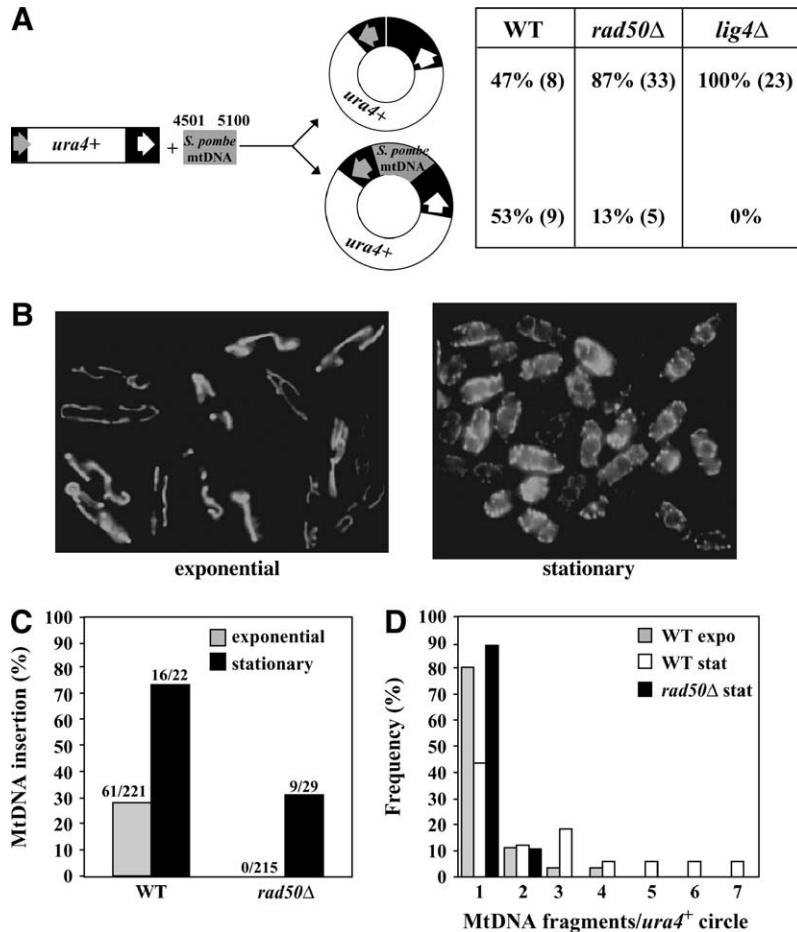 A
ura4+
+
4501 5100
S. pombe
mtDNA
ura4+
S. pombe
mtDNA
ura4+
WT rad50Δ lig4Δ
47% (8) 87% (33) 100% (23)
53% (9) 13% (5) 0%
B
exponential
stationary
C
MtDNA insertion (%)
100
90
80
70
60
50
40
30
20
10
0
exponential
stationary
61/221
16/22
0/215
9/29
WT
rad50Δ
D
Frequency (%)
100
90
80
70
60
50
40
30
20
10
0
WT expo
WT stat
rad50Δ stat
1 2 3 4 5 6 7
MtDNA fragments/ura4+ circle